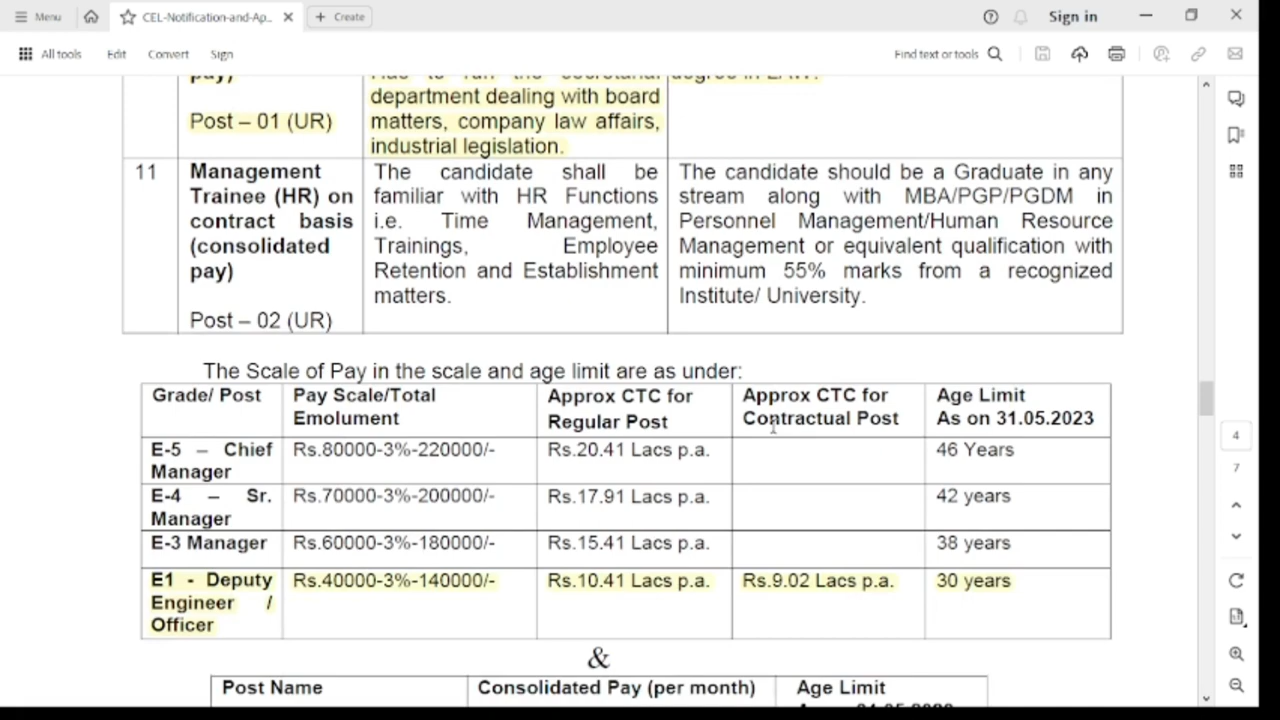 Menu
CEL-Notification-and-Ap...
Create
Sign in
All tools
Edit
Convert
Sign
Find text or tools
pay)
Has to run the secretarial
degree in LAW.
department dealing with board
Post – 01 (UR)
matters, company law affairs,
industrial legislation.
11
Management
Trainee (HR) on
contract basis
(consolidated
pay)
Post – 02 (UR)
The candidate shall be
familiar with HR Functions
i.e. Time Management,
Trainings, Employee
Retention and Establishment
matters.
The candidate should be a Graduate in any
stream along with MBA/PGP/PGDM in
Personnel Management/Human Resource
Management or equivalent qualification with
minimum 55% marks from a recognized
Institute/ University.
The Scale of Pay in the scale and age limit are as under:
Grade/ Post
Pay Scale/Total
Emolument
Approx CTC for
Regular Post
Approx CTC for
Contractual Post
Age Limit
As on 31.05.2023
E-5 – Chief
Manager
Rs.80000-3%-220000/-
Rs.20.41 Lacs p.a.
46 Years
E-4 – Sr.
Manager
Rs.70000-3%-200000/-
Rs.17.91 Lacs p.a.
42 years
E-3 Manager
Rs.60000-3%-180000/-
Rs.15.41 Lacs p.a.
38 years
E1 - Deputy
Engineer /
Officer
Rs.40000-3%-140000/-
Rs.10.41 Lacs p.a.
Rs.9.02 Lacs p.a.
30 years
&
Post Name
Consolidated Pay (per month)
Age Limit
4
7